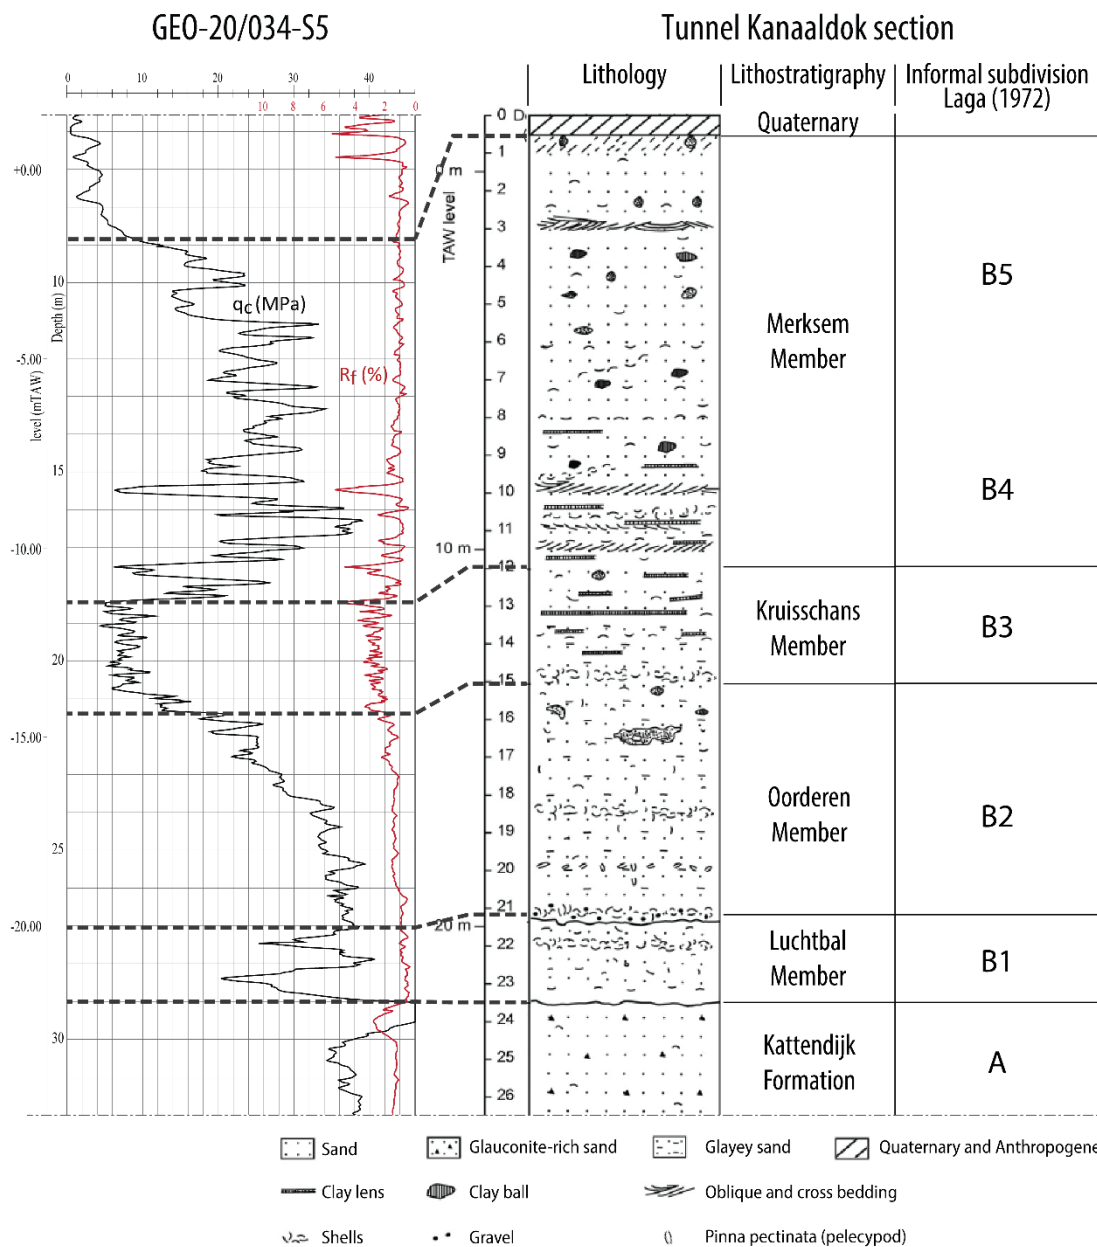 GEO-20/034-S5
Tunnel Kanaaldok section
Lithology
Lithostratigraphy
Informal subdivision
Laga (1972)
0
10
20
30
40
10
8
6
4
2
0
+0.00
10
Depth (m)
-5.00
level (mTAW)
15
-10.00
20
-15.00
25
-20.00
30
qc (MPa)
Rf (%)
TAW level
0 m
10 m
20 m
0 D
1
2
3
4
5
6
7
8
9
10
11
12
13
14
15
16
17
18
19
20
21
22
23
24
25
26
Quaternary
Merksem
Member
Kruisschans
Member
Oorderen
Member
Luchtbal
Member
Kattendijk
Formation
B5
B4
B3
B2
B1
A
Sand
Glauconite-rich sand
Glayey sand
Quaternary and Anthropogene
Clay lens
Clay ball
Oblique and cross bedding
Shells
Gravel
Pinna pectinata (pelecypod)